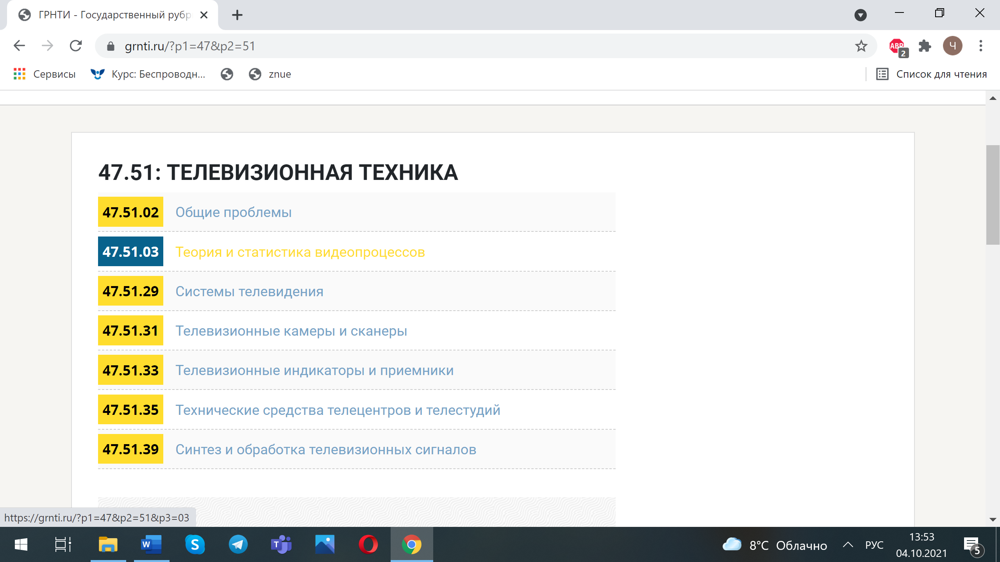 ГРНТИ - Государственный рубр
grnti.ru/?p1=47&p2=51
ABP
2
Ч
Сервисы
Курс: Беспроводн...
znue
Список для чтения
47.51: ТЕЛЕВИЗИОННАЯ ТЕХНИКА
47.51.02 Общие проблемы
47.51.03 Теория и статистика видеопроцессов
47.51.29 Системы телевидения
47.51.31 Телевизионные камеры и сканеры
47.51.33 Телевизионные индикаторы и приемники
47.51.35 Технические средства телецентров и телестудий
47.51.39 Синтез и обработка телевизионных сигналов
https://grnti.ru/?p1=47&p2=51&p3=03
W
S
T
8°C Облачно
РУС
13:53
04.10.2021
5